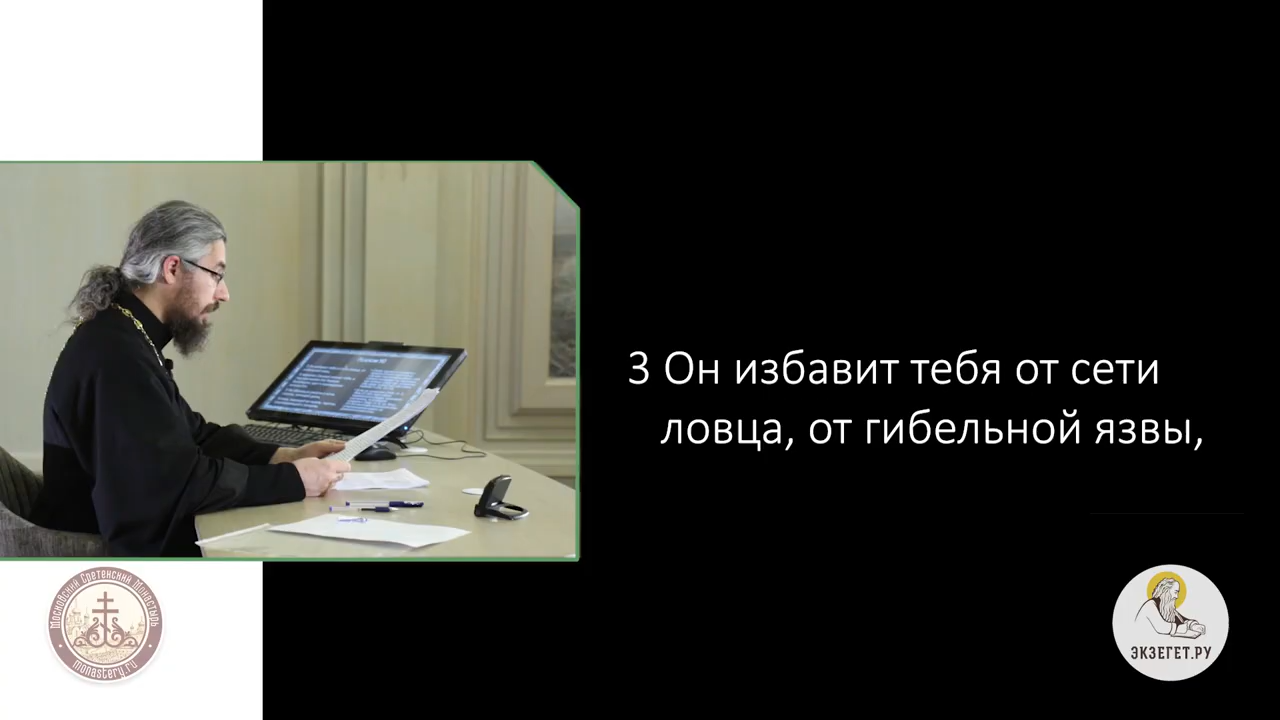 3 Он избавит тебя от сети
ловца, от гибельной язвы,
Московский Сретенский Монастырь
monastery.ru
ЭКЗЕГЕТ.РУ